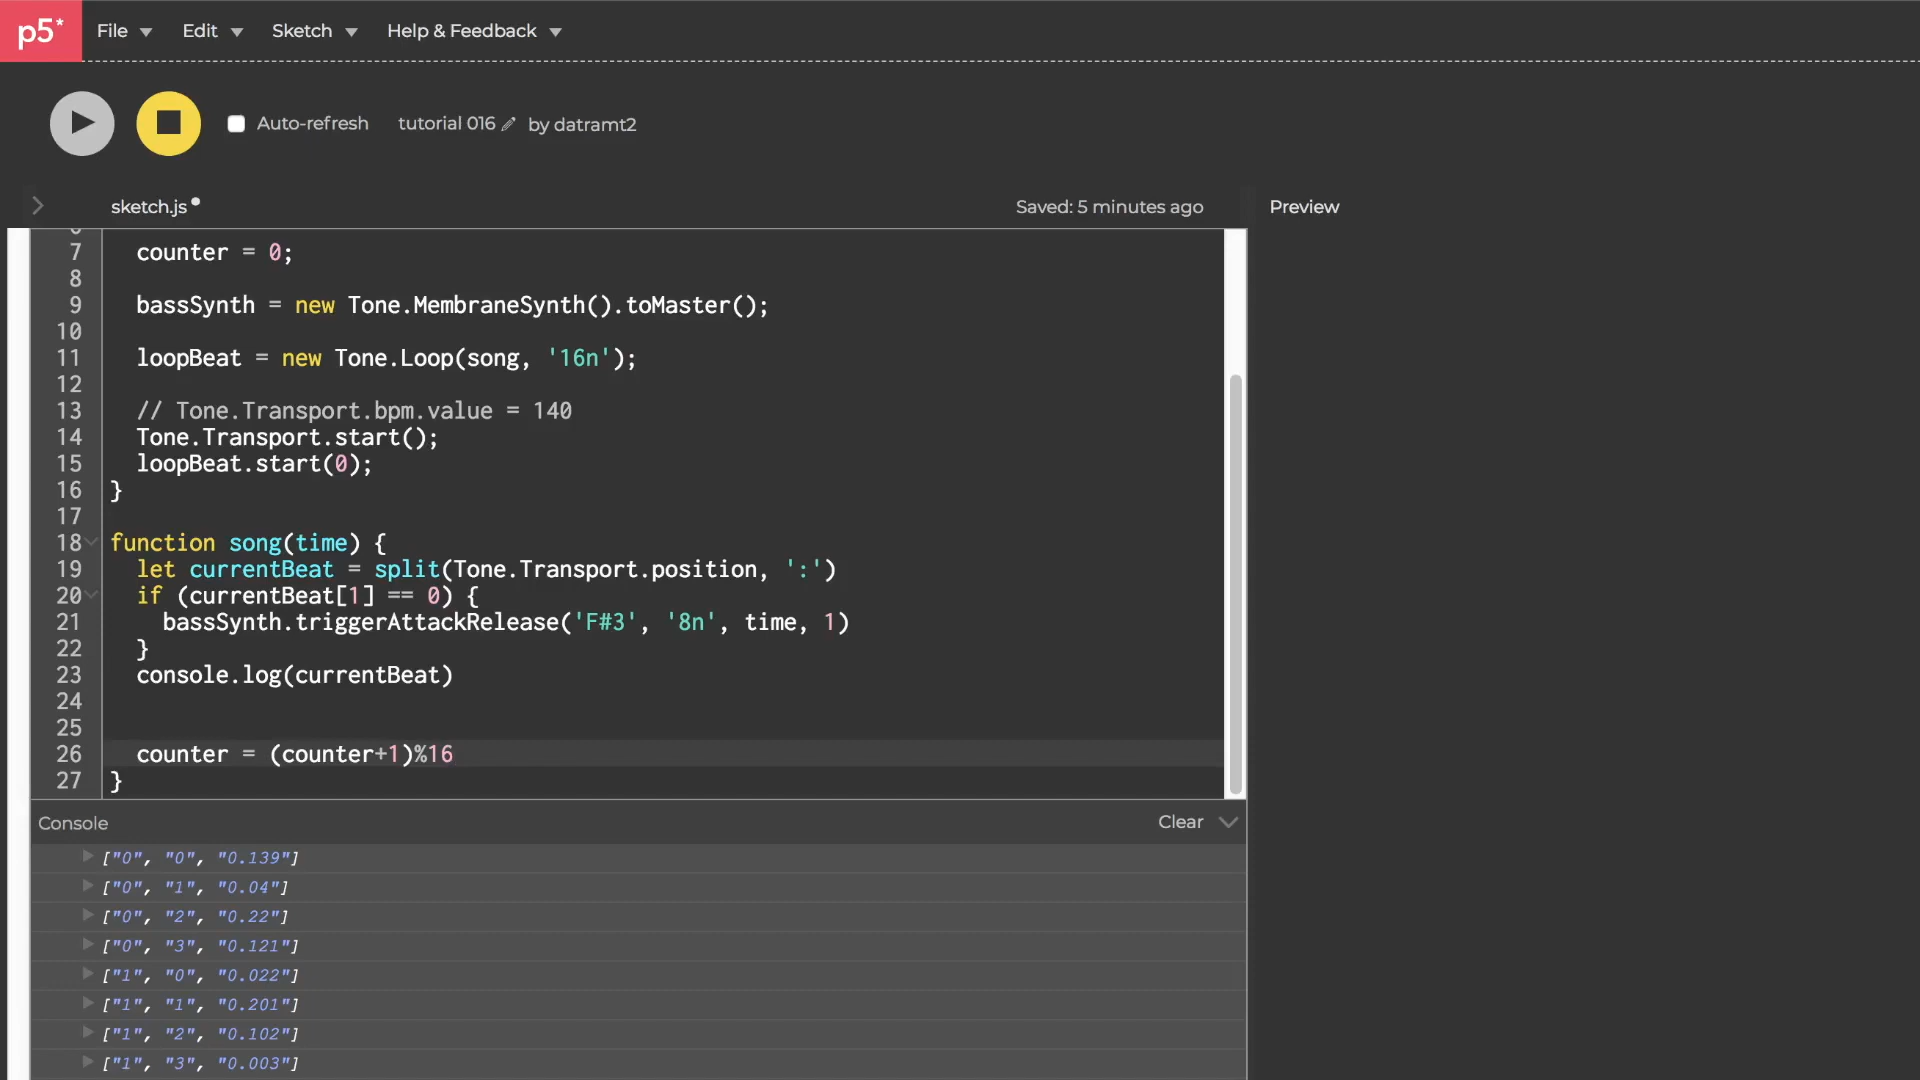 p5* File Edit Sketch Help & Feedback
Auto-refresh tutorial 016 by datramt2
sketch.js Saved: 5 minutes ago Preview
7 counter = 0;
8
9 bassSynth = new Tone.MembraneSynth().toMaster();
10
11 loopBeat = new Tone.Loop(song, '16n');
12
13 // Tone.Transport.bpm.value = 140
14 Tone.Transport.start();
15 loopBeat.start(0);
16 }
17
18 function song(time) {
19 let currentBeat = split(Tone.Transport.position, ':')
20 if (currentBeat[1] == 0) {
21 bassSynth.triggerAttackRelease('F#3', '8n', time, 1)
22 }
23 console.log(currentBeat)
24
25
26 counter = (counter+1)%16
27 }
Console Clear
["0", "0", "0.139"]
["0", "1", "0.04"]
["0", "2", "0.22"]
["0", "3", "0.121"]
["1", "0", "0.022"]
["1", "1", "0.201"]
["1", "2", "0.102"]
["1", "3", "0.003"]